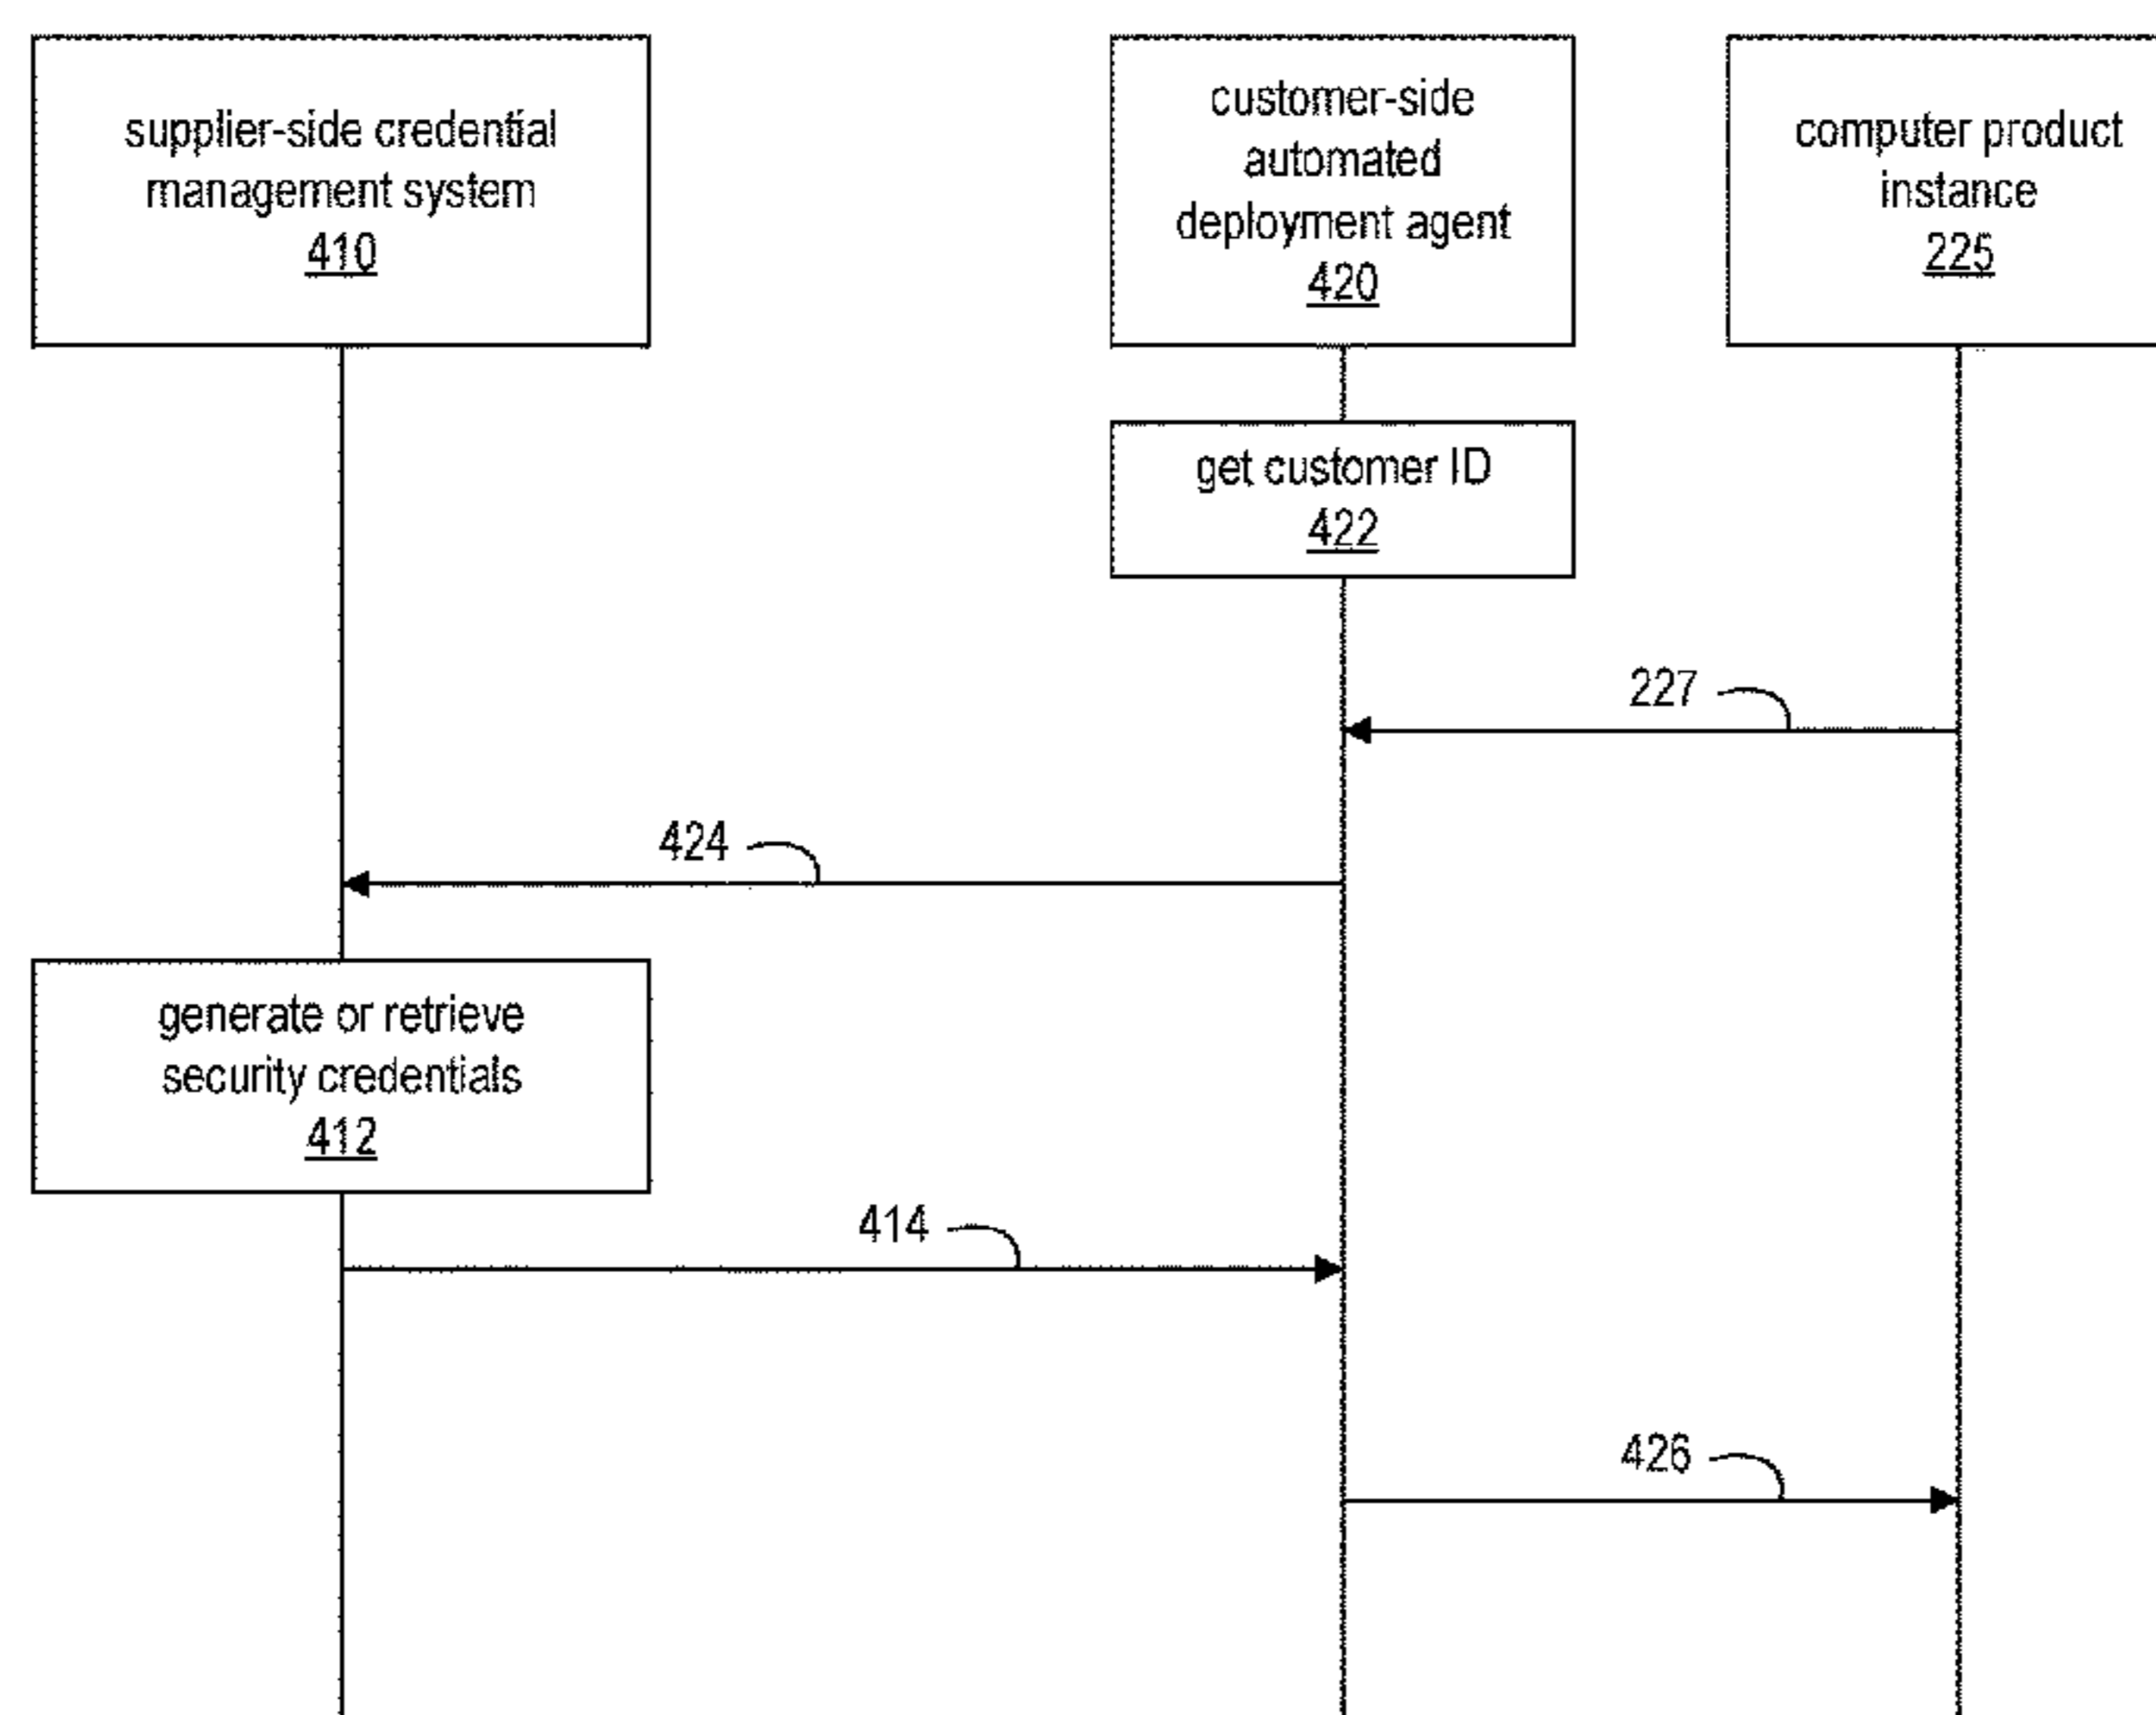 supplier-side credential
management system
410
customer-side
automated
deployment agent
420
computer product
instance
225
get customer ID
422
227
424
generate or retrieve
security credentials
412
414
426